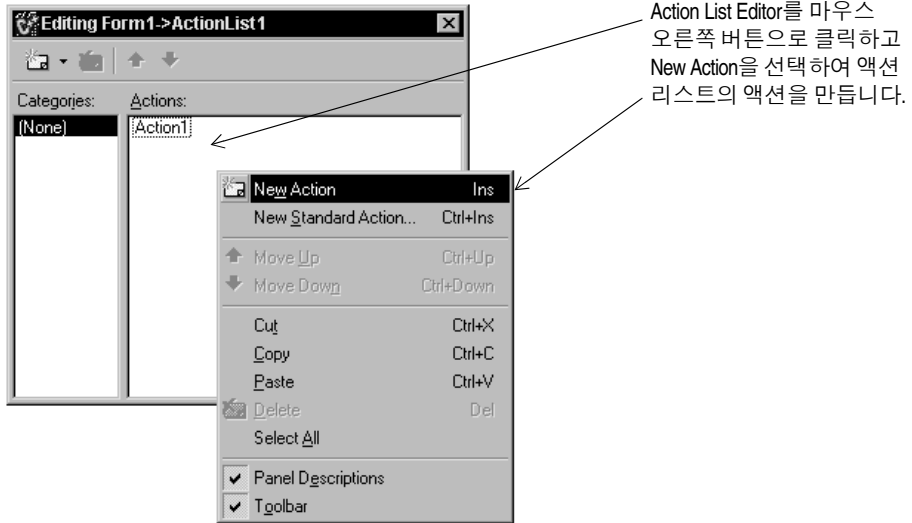 Editing Form1->ActionList1
Action List Editor를 마우스
오른쪽 버튼으로 클릭하고
New Action을 선택하여 액션
리스트의 액션을 만듭니다.
Categories: Actions:
(None) Action1
New Action Ins
New Standard Action... Ctrl+Ins
Move Up Ctrl+Up
Move Down Ctrl+Down
Cut Ctrl+X
Copy Ctrl+C
Paste Ctrl+V
Delete Del
Select All
Panel Descriptions
Toolbar